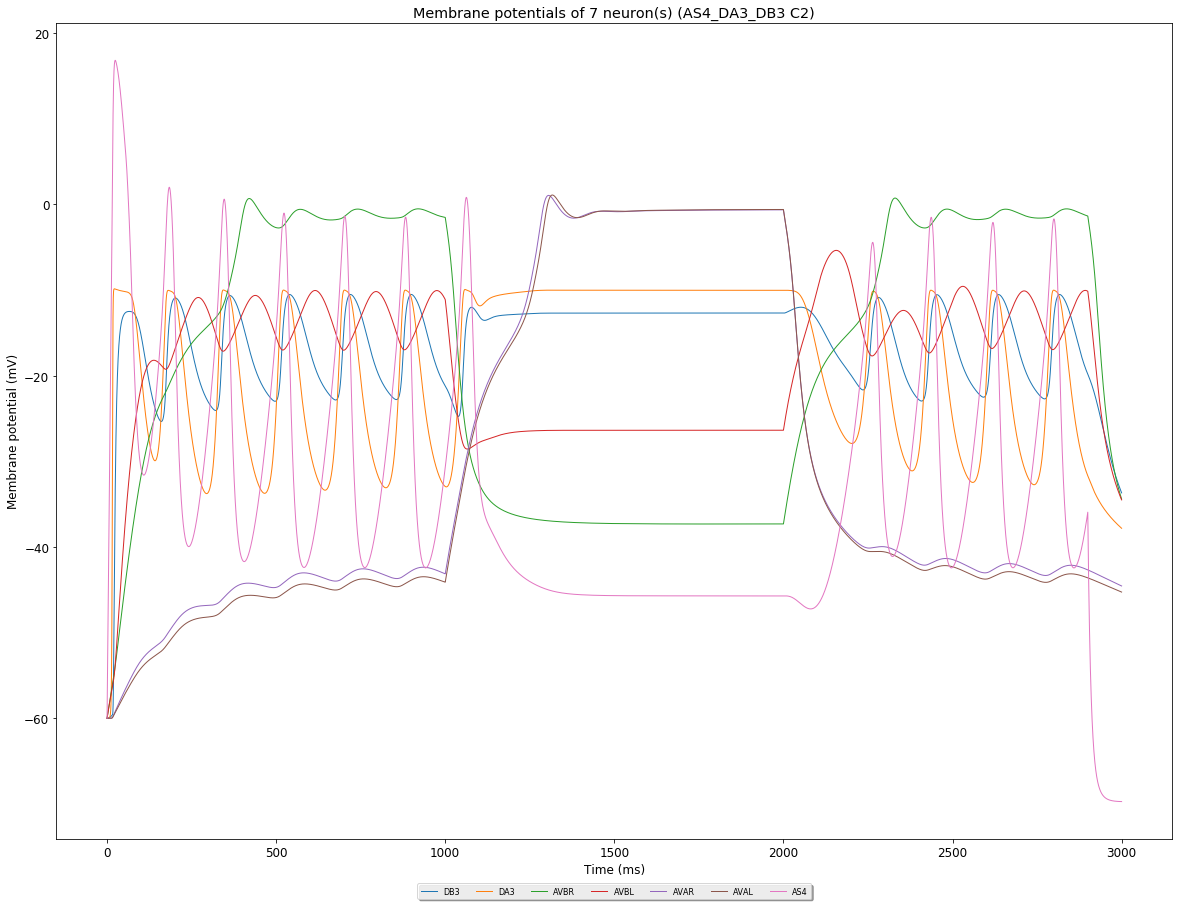 Membrane potentials of 7 neuron(s) (AS4_DA3_DB3 C2)
20
0
−20
−40
−60
Membrane potential (mV)
0 500 1000 1500 2000 2500 3000
Time (ms)
DB3 DA3 AVBR AVBL AVAR AVAL AS4